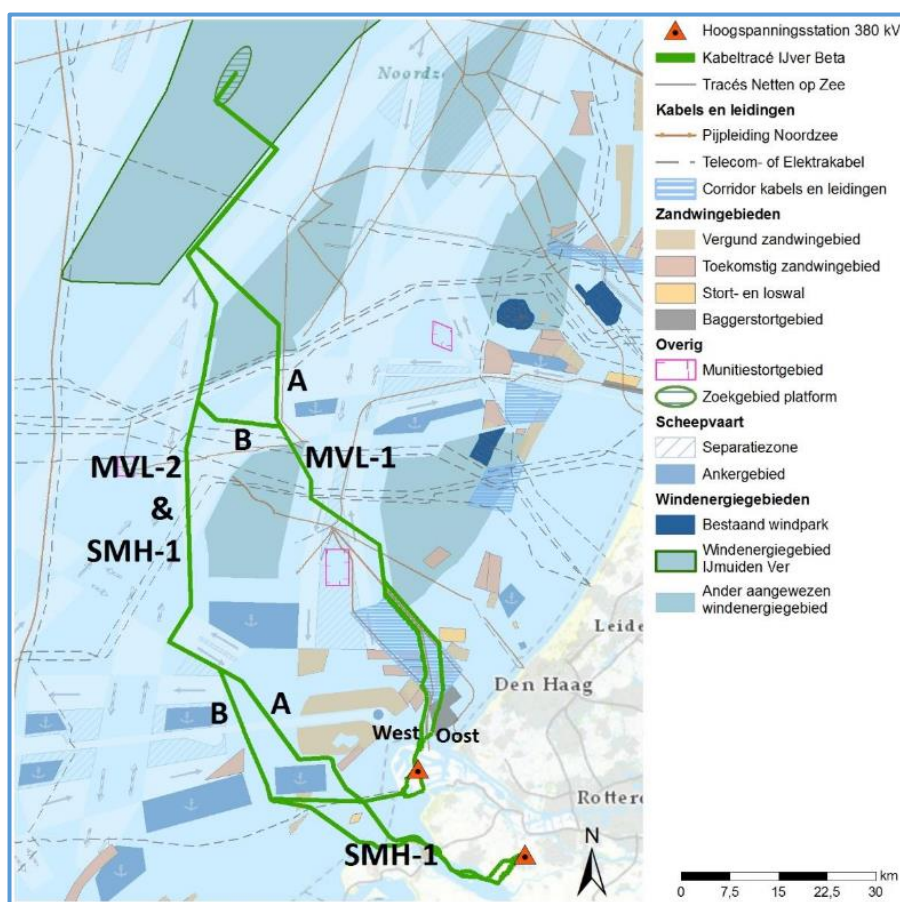 Noordze
A
B
MVL-1
MVL-2
&
SMH-1
Leide
Den Haag
A
B
West
Oost
Rotter
SMH-1
N
Hoogspanningsstation 380 kV
Kabeltracé IJver Beta
Tracés Netten op Zee
Kabels en leidingen
Pijpleiding Noordzee
Telecom- of Elektrakabel
Corridor kabels en leidingen
Zandwingebieden
Vergund zandwingebied
Toekomstig zandwingebied
Stort- en loswal
Baggerstortgebied
Overig
Munitiestortgebied
Zoekgebied platform
Scheepvaart
Separatiezone
Ankergebied
Windenergiegebieden
Bestaand windpark
Windenergiegebied
IJmuiden Ver
Ander aangewezen
windenergiegebied
km
0 7,5 15 22,5 30